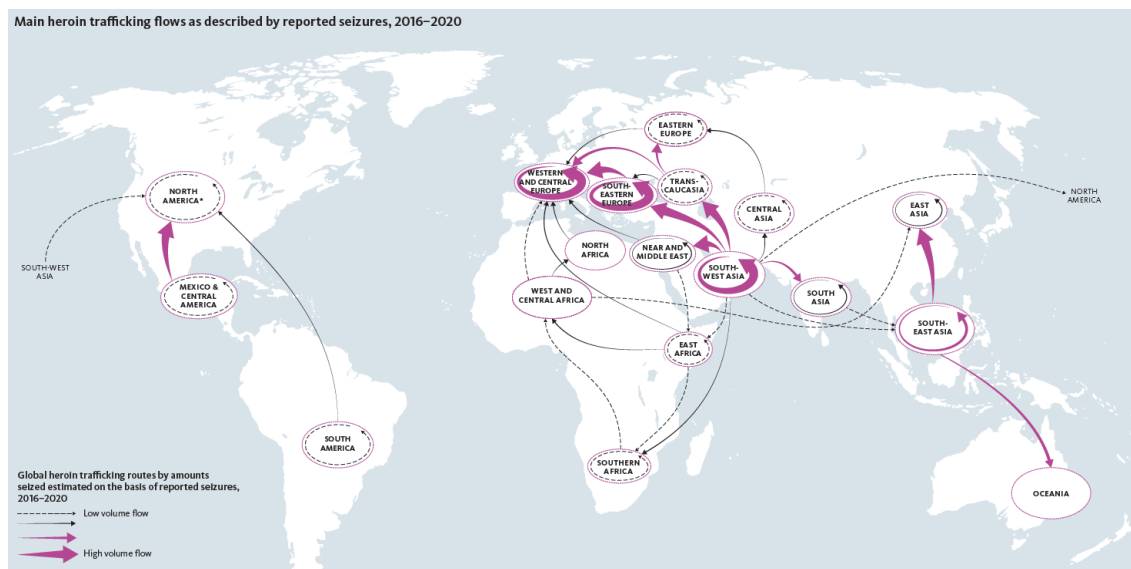 Main heroin trafficking flows as described by reported seizures, 2016–2020
EASTERN
EUROPE
WESTERN
AND CENTRAL
EUROPE
SOUTH-
EASTERN
EUROPE
TRANS-
CAUCASIA
NORTH
AMERICA*
CENTRAL
ASIA
EAST
ASIA
NORTH
AMERICA
NORTH
AFRICA
NEAR AND
MIDDLE EAST
SOUTH-WEST
ASIA
SOUTH-
WEST ASIA
MEXICO &
CENTRAL
AMERICA
WEST AND
CENTRAL AFRICA
SOUTH
ASIA
SOUTH-
EAST ASIA
EAST
AFRICA
SOUTH
AMERICA
SOUTHERN
AFRICA
OCEANIA
Global heroin trafficking routes by amounts
seized estimated on the basis of reported seizures,
2016–2020
Low volume flow
High volume flow